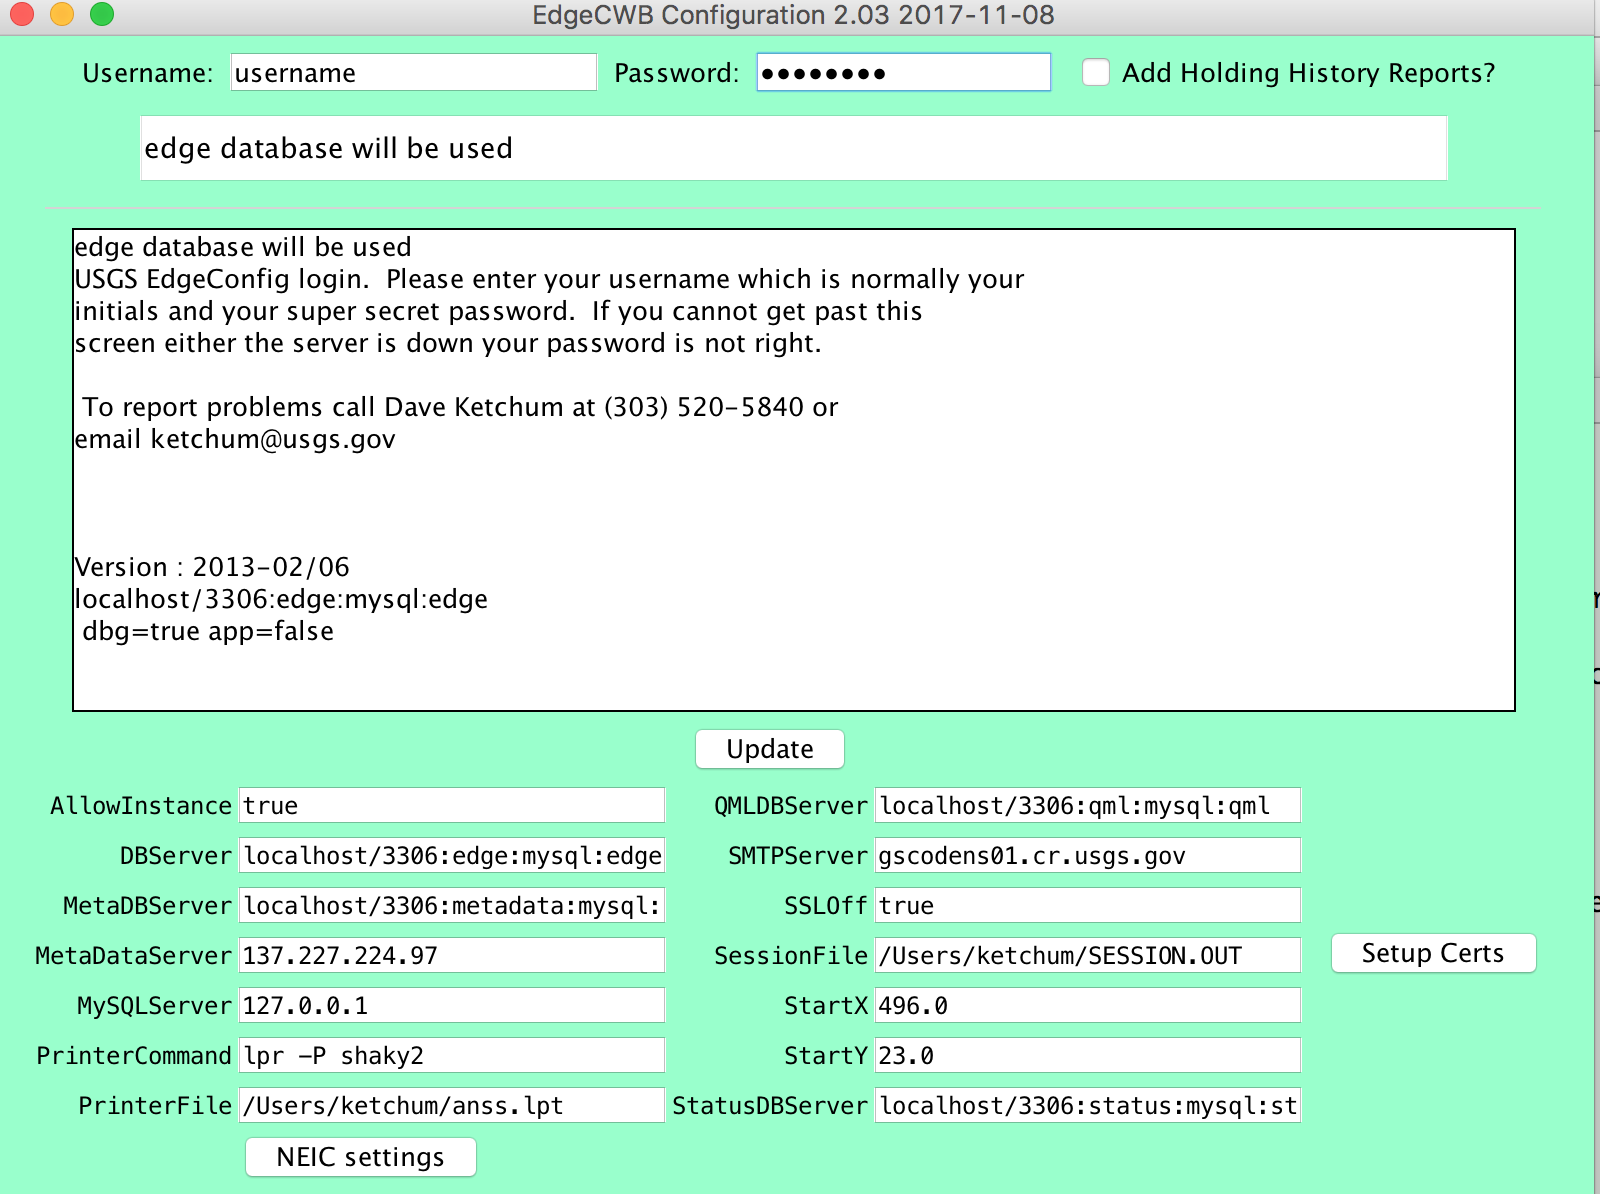 EdgeCWB Configuration 2.03 2017-11-08
Username: username Password: ●●●●●●●● Add Holding History Reports?
edge database will be used
edge database will be used
USGS EdgeConfig login.  Please enter your username which is normally your
initials and your super secret password.  If you cannot get past this
screen either the server is down your password is not right.
To report problems call Dave Ketchum at (303) 520-5840 or
email ketchum@usgs.gov
Version : 2013-02/06
localhost/3306:edge:mysql:edge
dbg=true app=false
Update
AllowInstance true QMLDBServer localhost/3306:qml:mysql:qml
DBServer localhost/3306:edge:mysql:edge SMTPServer gscodens01.cr.usgs.gov
MetaDBServer localhost/3306:metadata:mysql: SSLOff true
MetaDataServer 137.227.224.97 SessionFile /Users/ketchum/SESSION.OUT Setup Certs
MySQLServer 127.0.0.1 StartX 496.0
PrinterCommand lpr -P shaky2 StartY 23.0
PrinterFile /Users/ketchum/anss.lpt StatusDBServer localhost/3306:status:mysql:st
NEIC settings